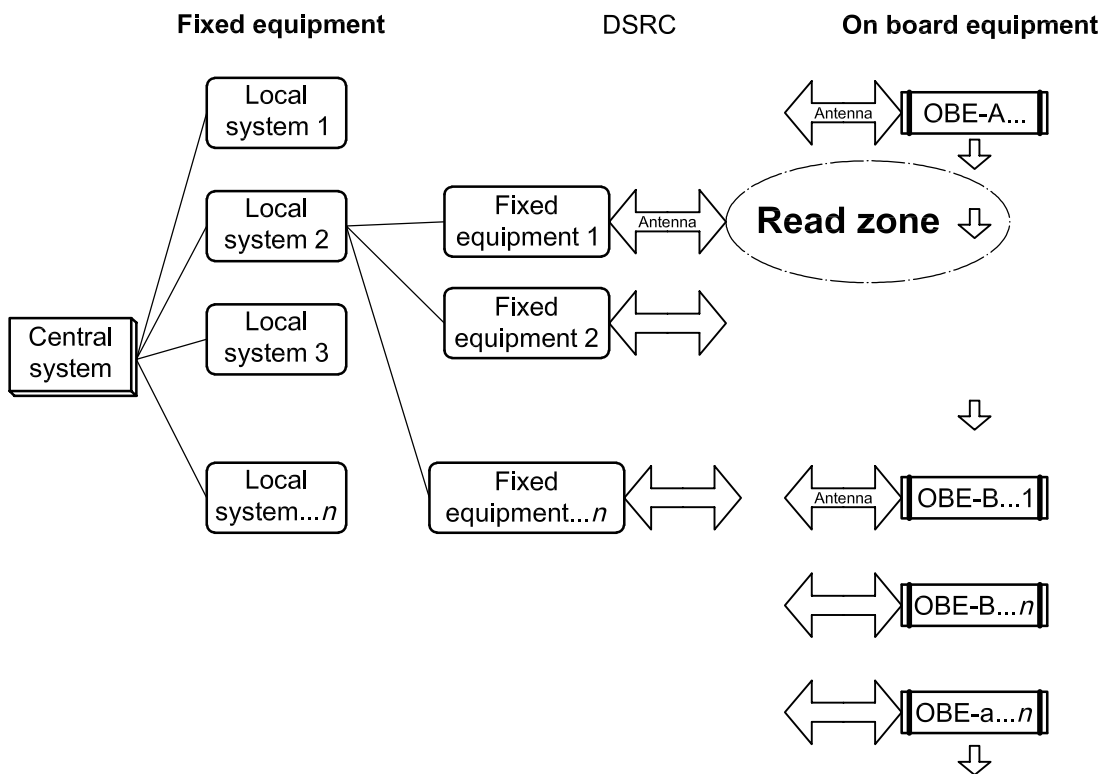 Fixed equipment
DSRC
On board equipment
Local
system 1
Antenna
OBE-A...
Local
system 2
Fixed
equipment 1
Antenna
Read zone
Central
system
Local
system 3
Fixed
equipment 2
Local
system...n
Fixed
equipment...n
Antenna
OBE-B...1
OBE-B...n
OBE-a...n